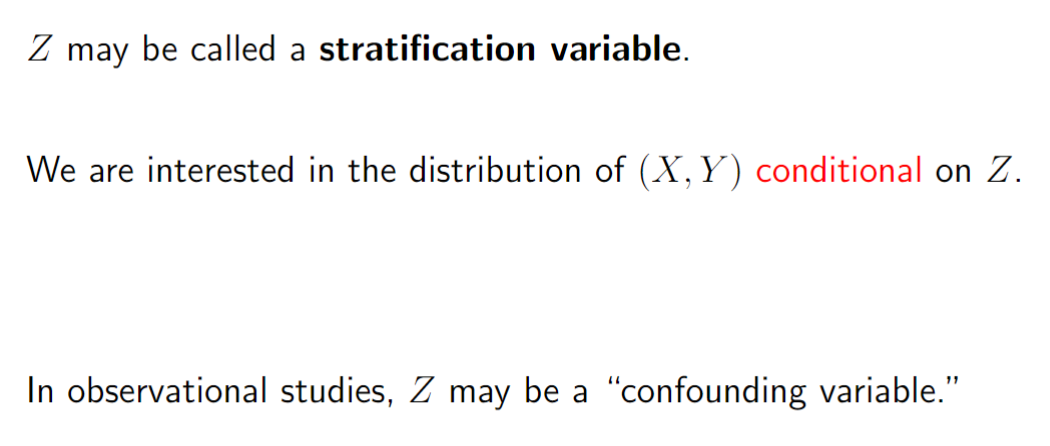 Z may be called a stratification variable.
We are interested in the distribution of (X, Y) conditional on Z.
In observational studies, Z may be a “confounding variable.”